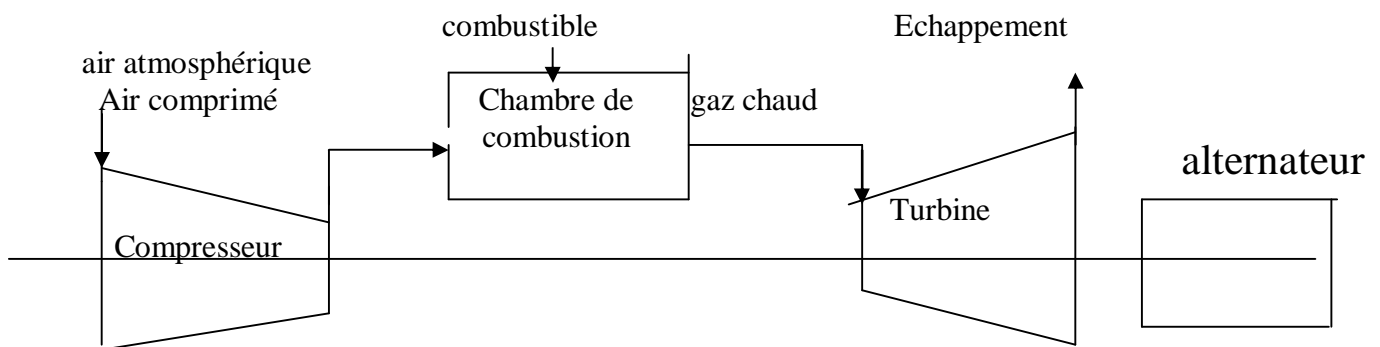 combustible
Echappement
air atmosphérique
Air comprimé
Chambre de
combustion
gaz chaud
alternateur
Turbine
Compresseur